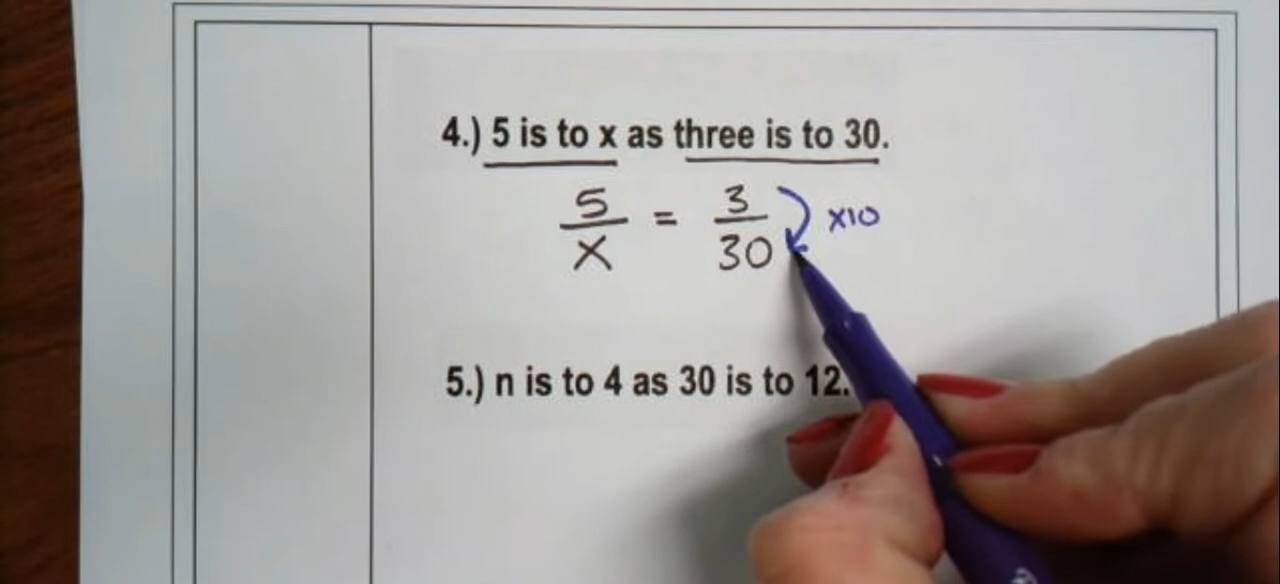 4.) 5 is to x as three is to 30.
5/x = 3/30 x10
5.) n is to 4 as 30 is to 12.